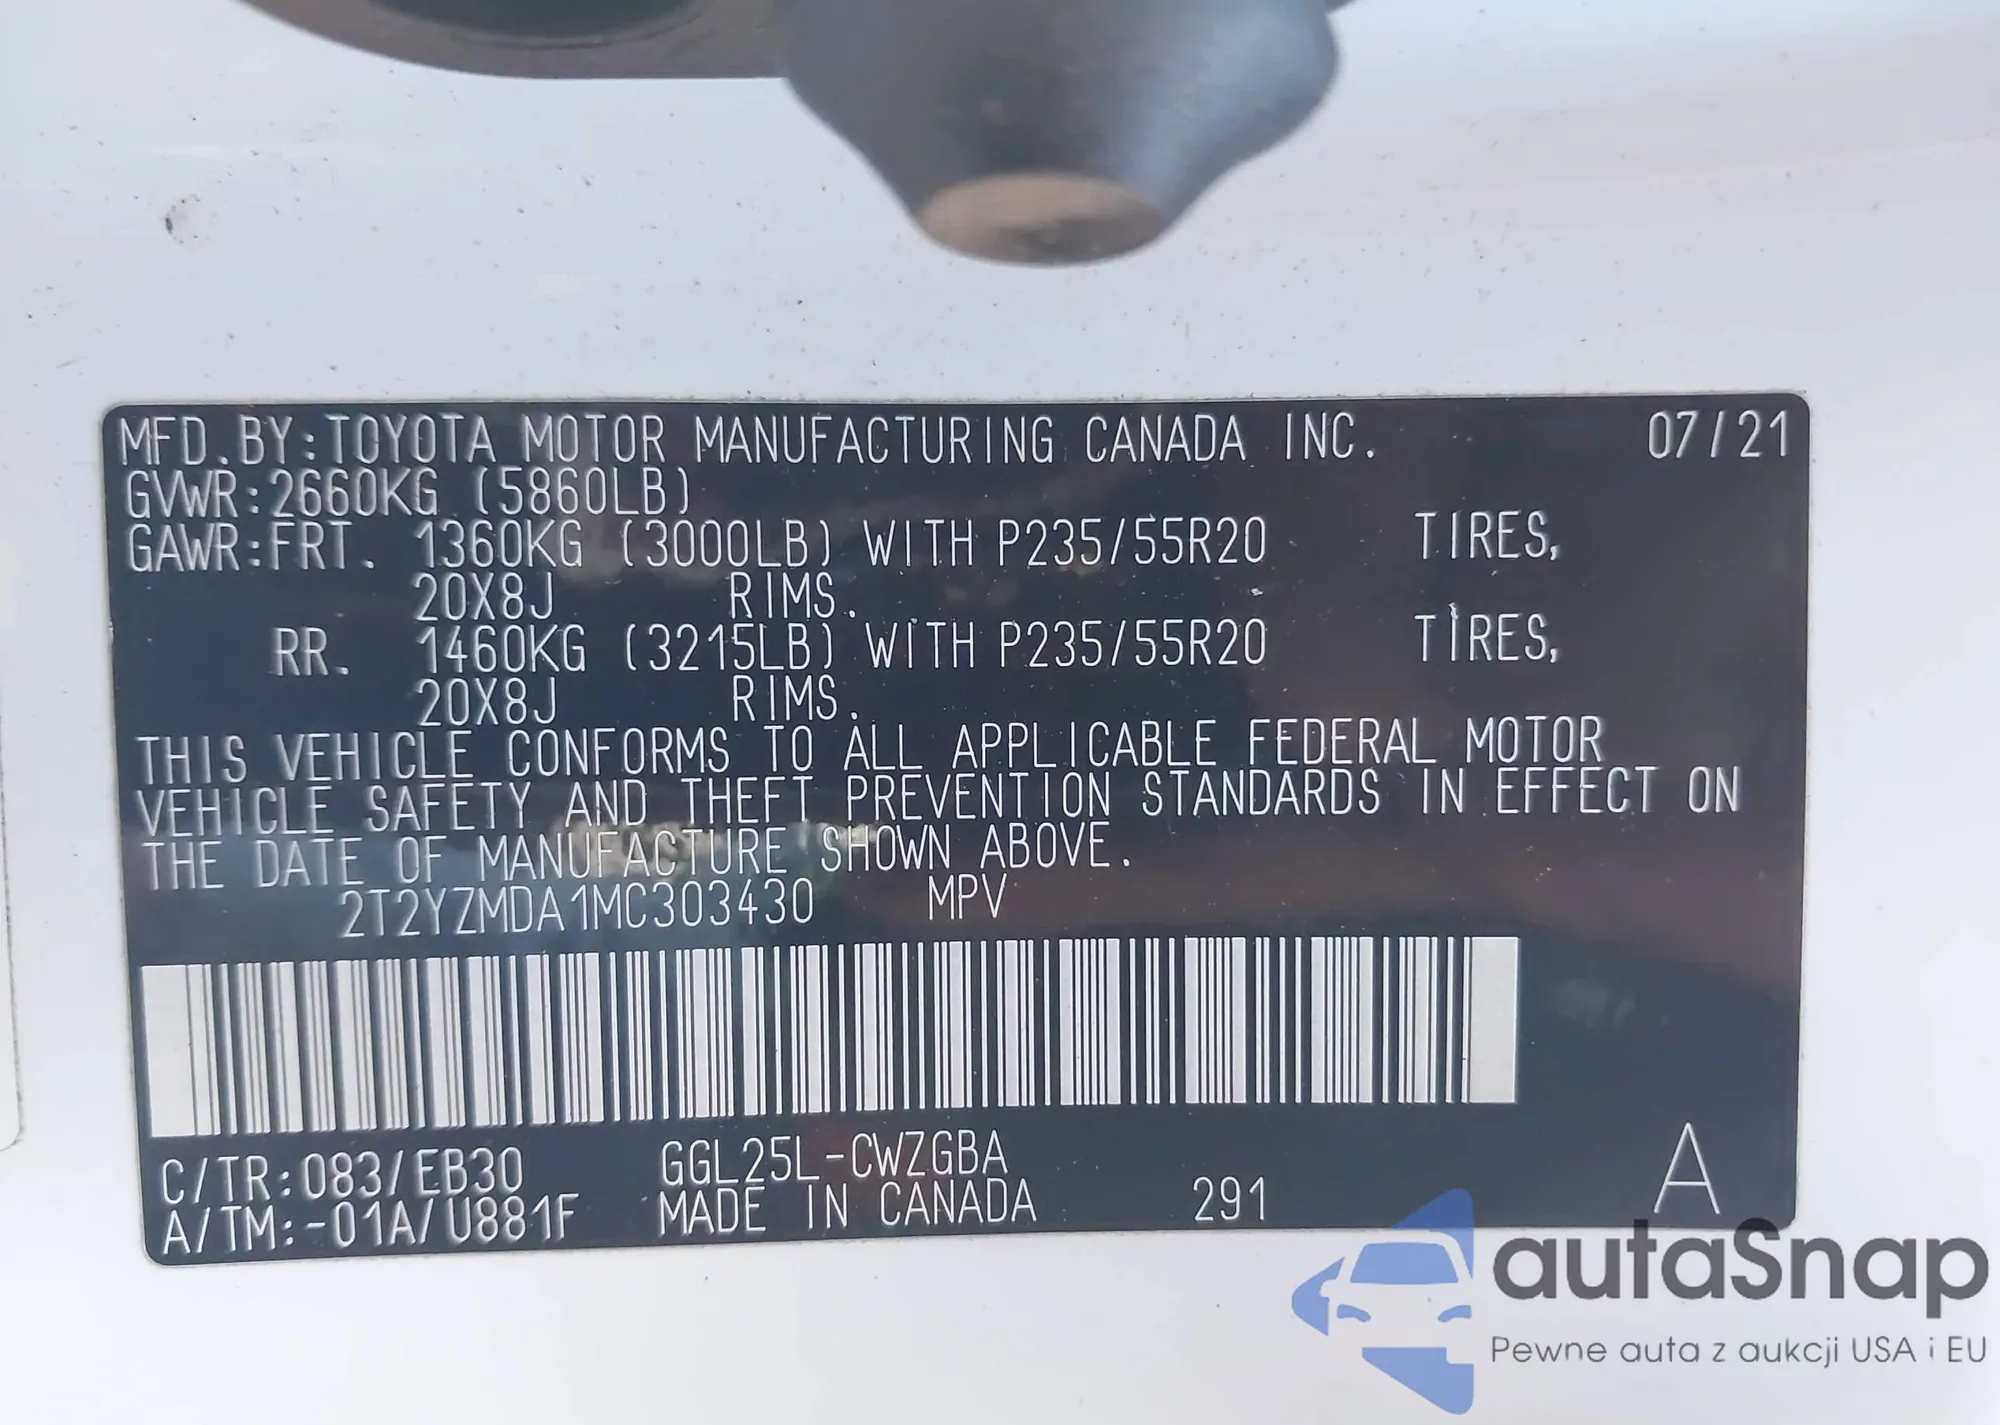 MFD.BY:TOYOTA MOTOR MANUFACTURING CANADA INC. 07/21
GVWR:2660KG (5860LB)
GAWR:FRT. 1360KG (3000LB) WITH P235/55R20 TIRES,
20X8J RIMS.
RR. 1460KG (3215LB) WITH P235/55R20 TIRES,
20X8J RIMS.
THIS VEHICLE CONFORMS TO ALL APPLICABLE FEDERAL MOTOR
VEHICLE SAFETY AND THEFT PREVENTION STANDARDS IN EFFECT ON
THE DATE OF MANUFACTURE SHOWN ABOVE.
2T2YZMDA1MC303430 MPV
C/TR:083/EB30 GGL25L-CWZGBA
A/TM:-01A/U881F MADE IN CANADA 291 A
autaSnap
Pewne auta z aukcji USA i EU